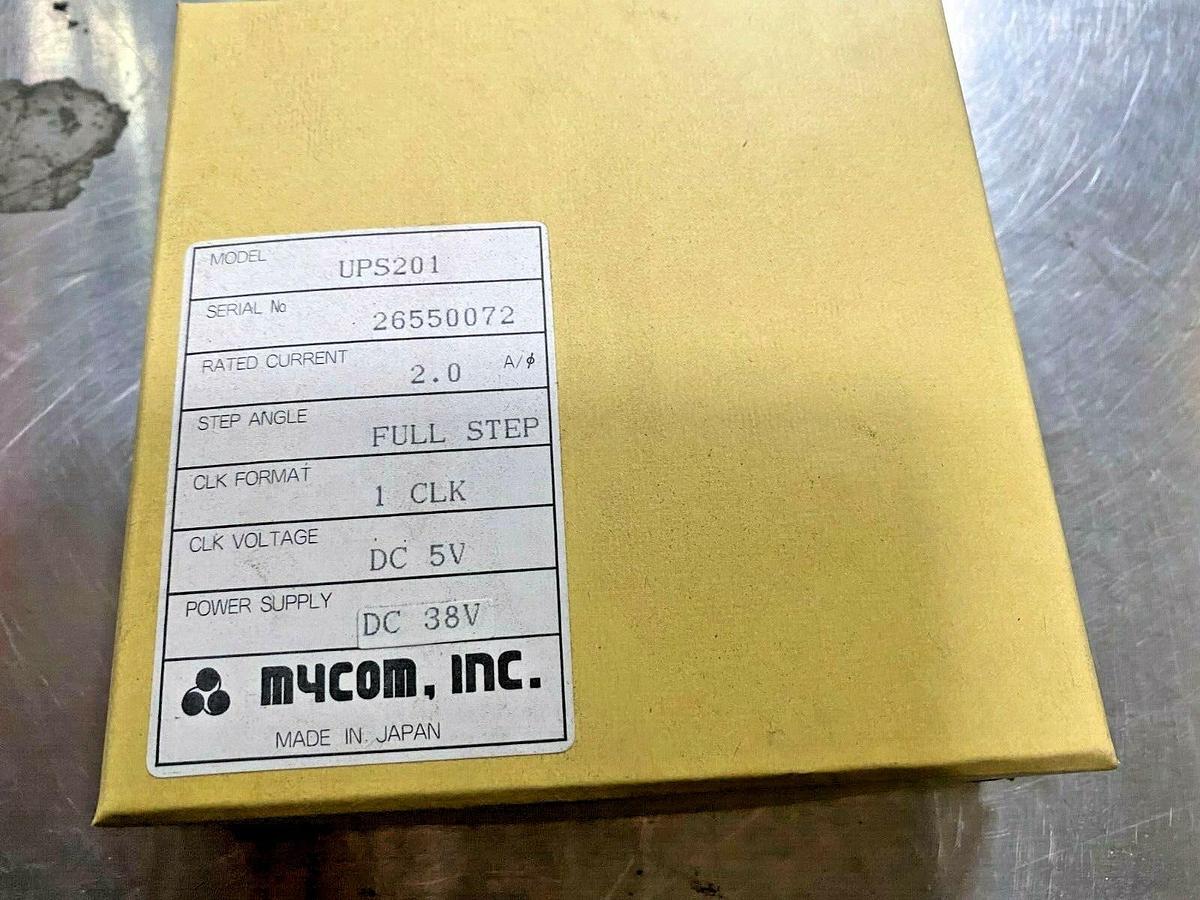 MODEL UPS201
SERIAL No 26550072
RATED CURRENT 2.0 A/ϕ
STEP ANGLE FULL STEP
CLK FORMAT 1 CLK
CLK VOLTAGE DC 5V
POWER SUPPLY DC 38V
mYCOM, INC.
MADE IN JAPAN